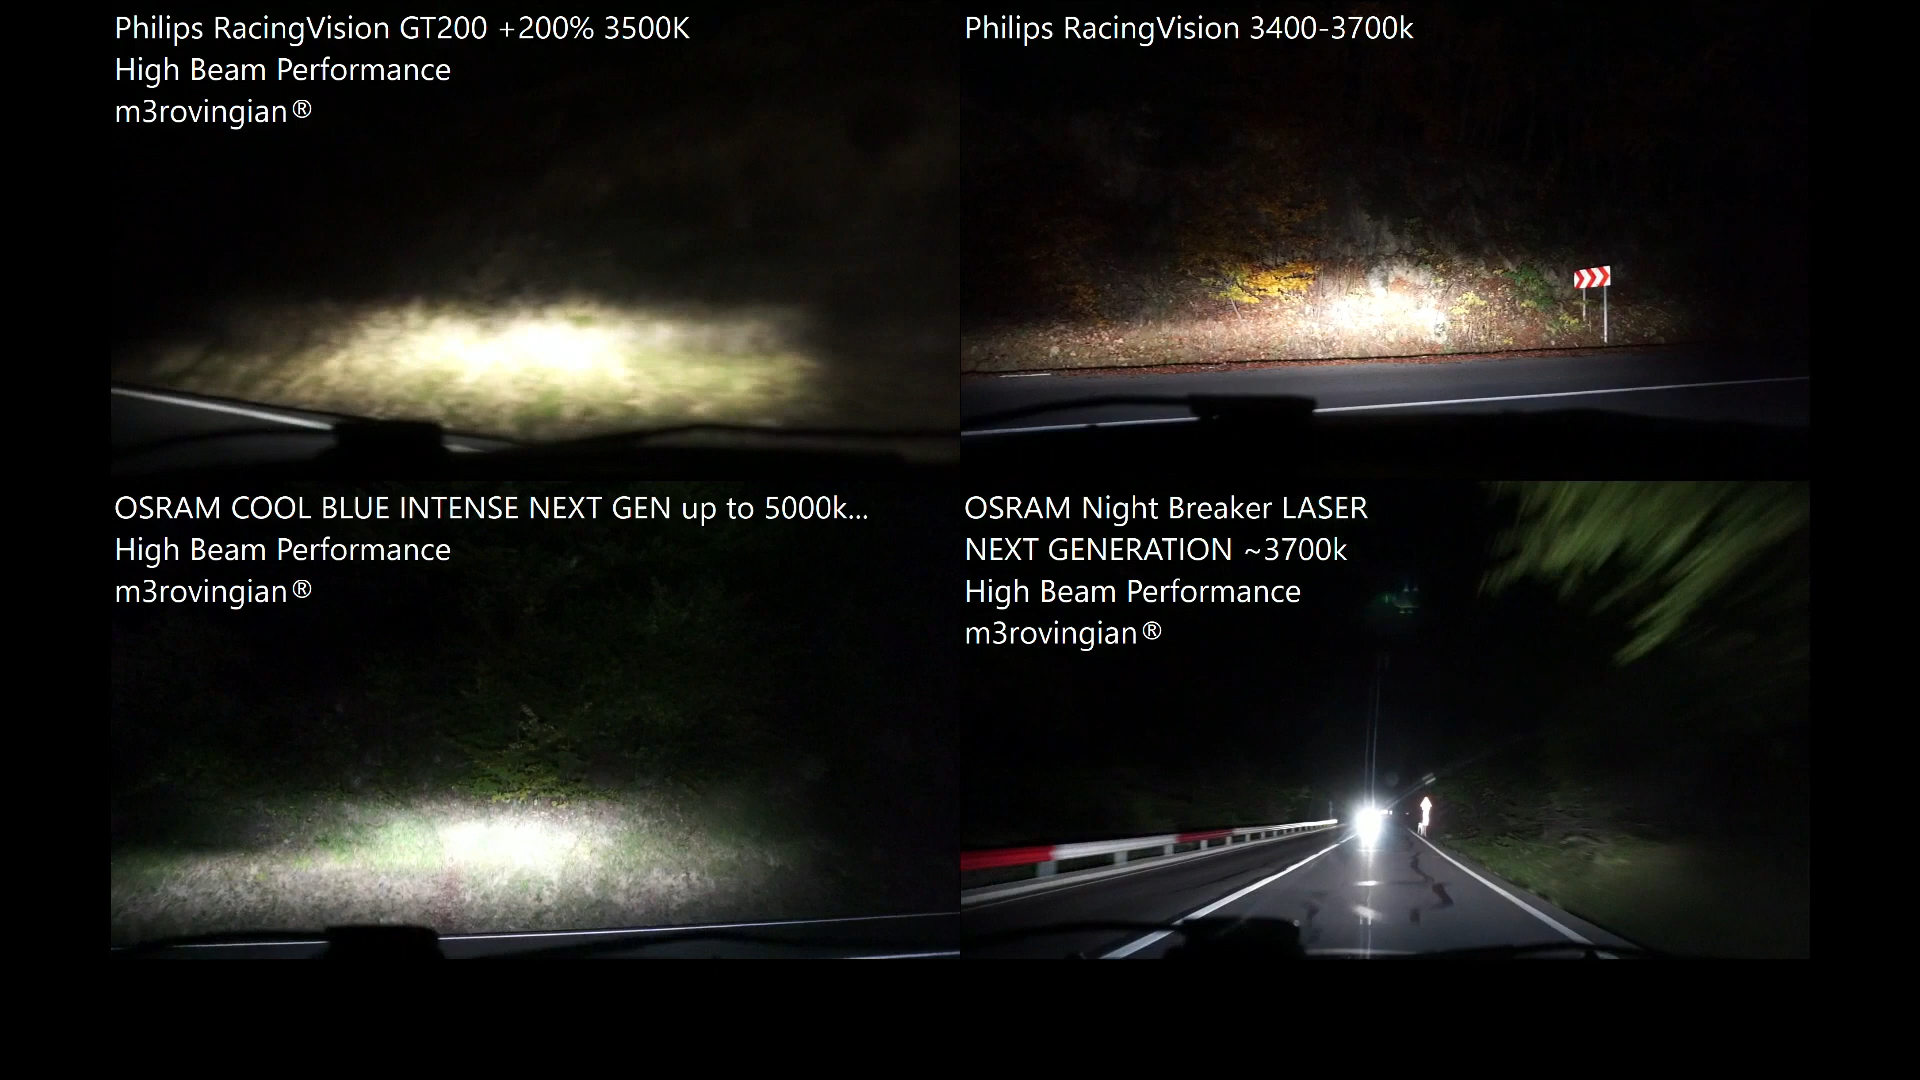 Philips RacingVision GT200 +200% 3500K
High Beam Performance
m3rovingian®
Philips RacingVision 3400-3700k
OSRAM COOL BLUE INTENSE NEXT GEN up to 5000k...
High Beam Performance
m3rovingian®
OSRAM Night Breaker LASER
NEXT GENERATION ~3700k
High Beam Performance
m3rovingian®